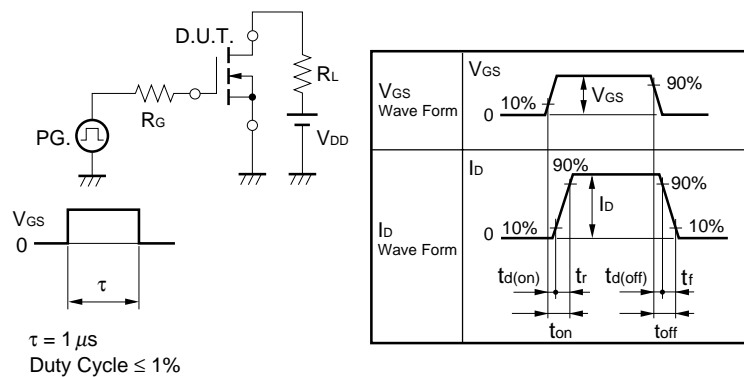 D.U.T.
RL
RG
PG.
VDD
VGS
0
τ
τ = 1 μs
Duty Cycle ≤ 1%
VGS
Wave Form
VGS
10%
0
VGS
90%
ID
Wave Form
ID
90%
90%
ID
0
10%
10%
td(on)
tr
td(off)
tf
ton
toff